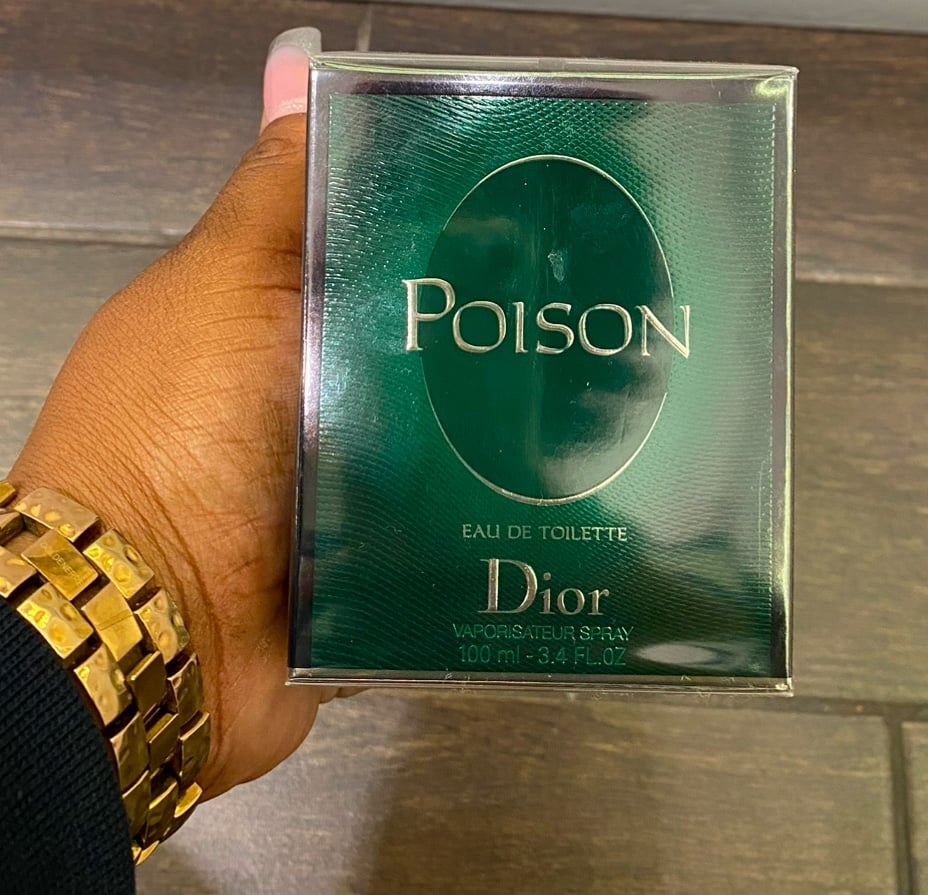 POISON
EAU DE TOILETTE
Dior
VAPORISATEUR SPRAY
100 ml - 3.4 FL.OZ